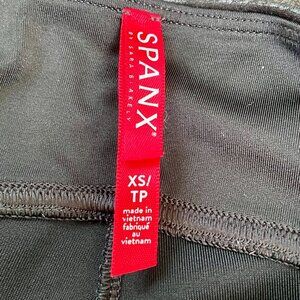 SPANX®
BY SARA BLAKELY
XS/
TP
made in
vietnam
fabriqué
au
vietnam